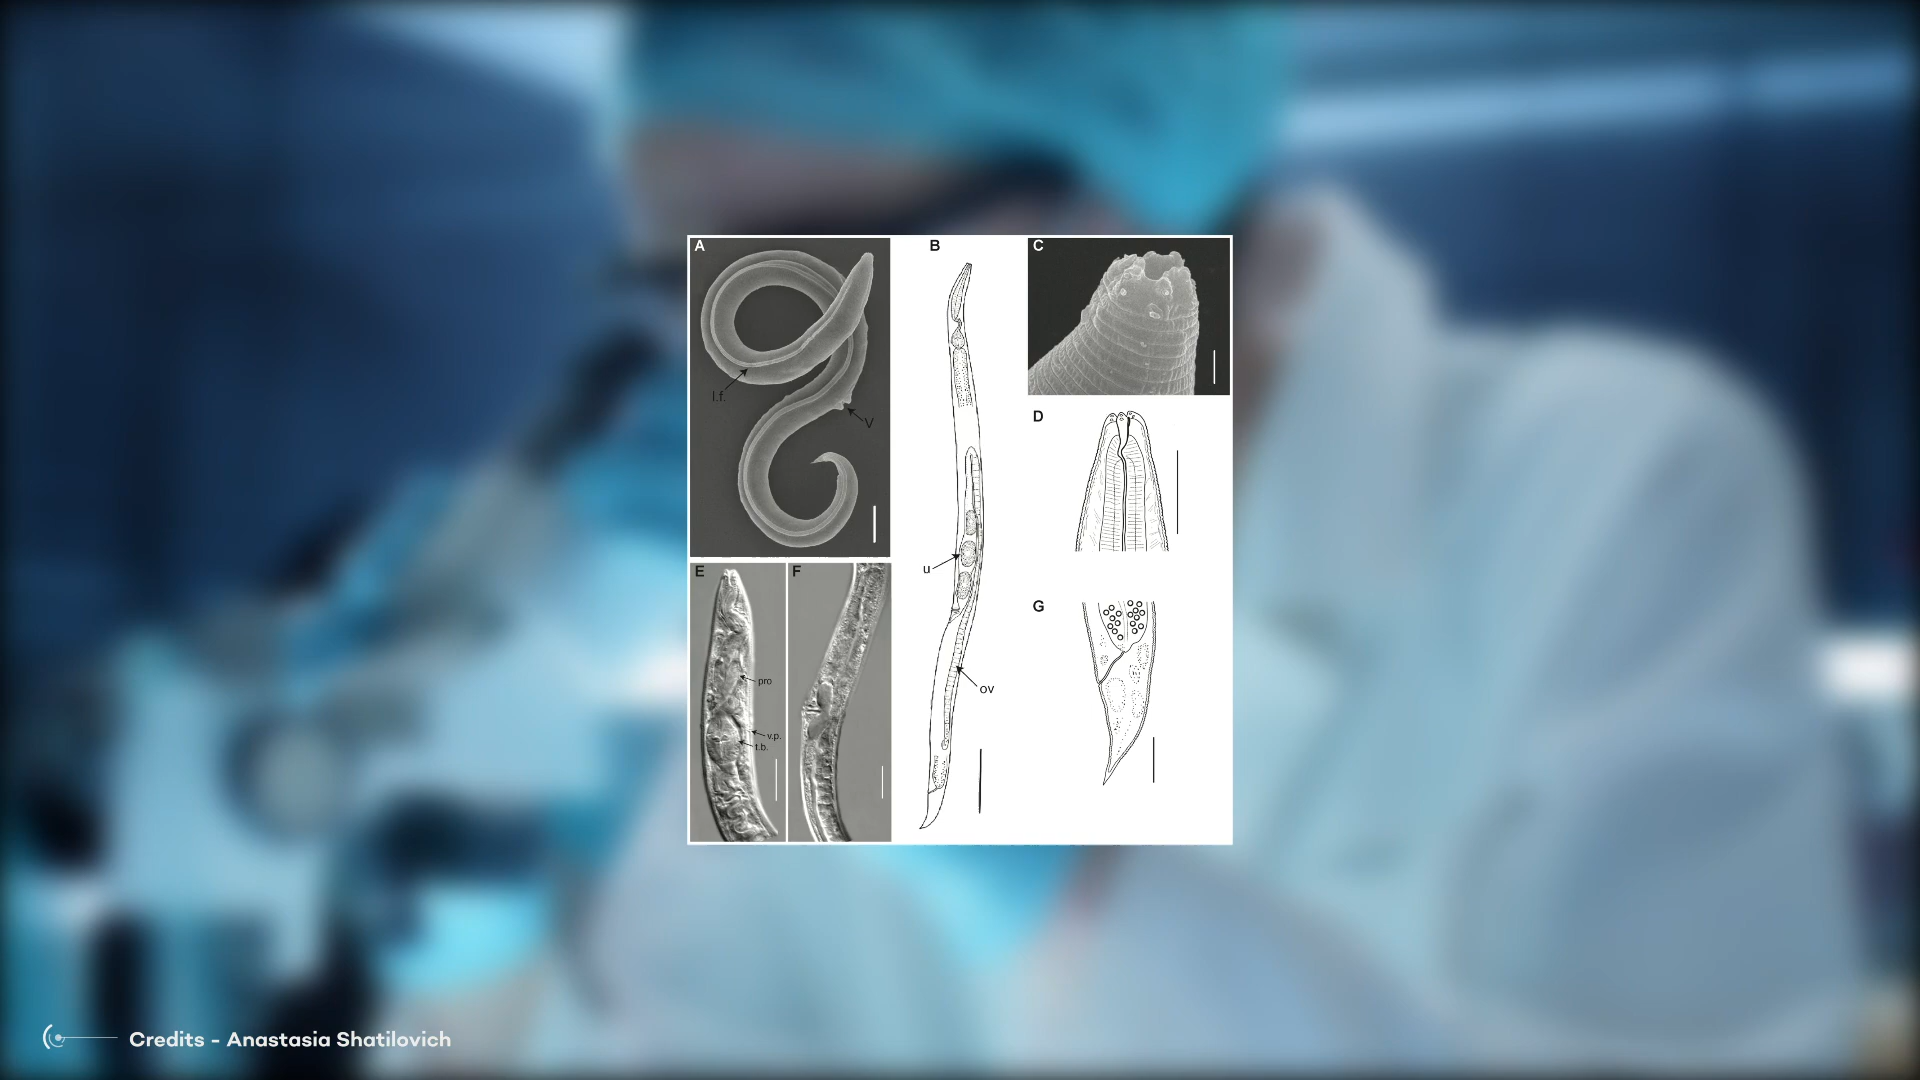 A
B
C
l.f.
V
D
E
F
u
G
pro
ov
v.p.
t.b.
Credits - Anastasia Shatilovich